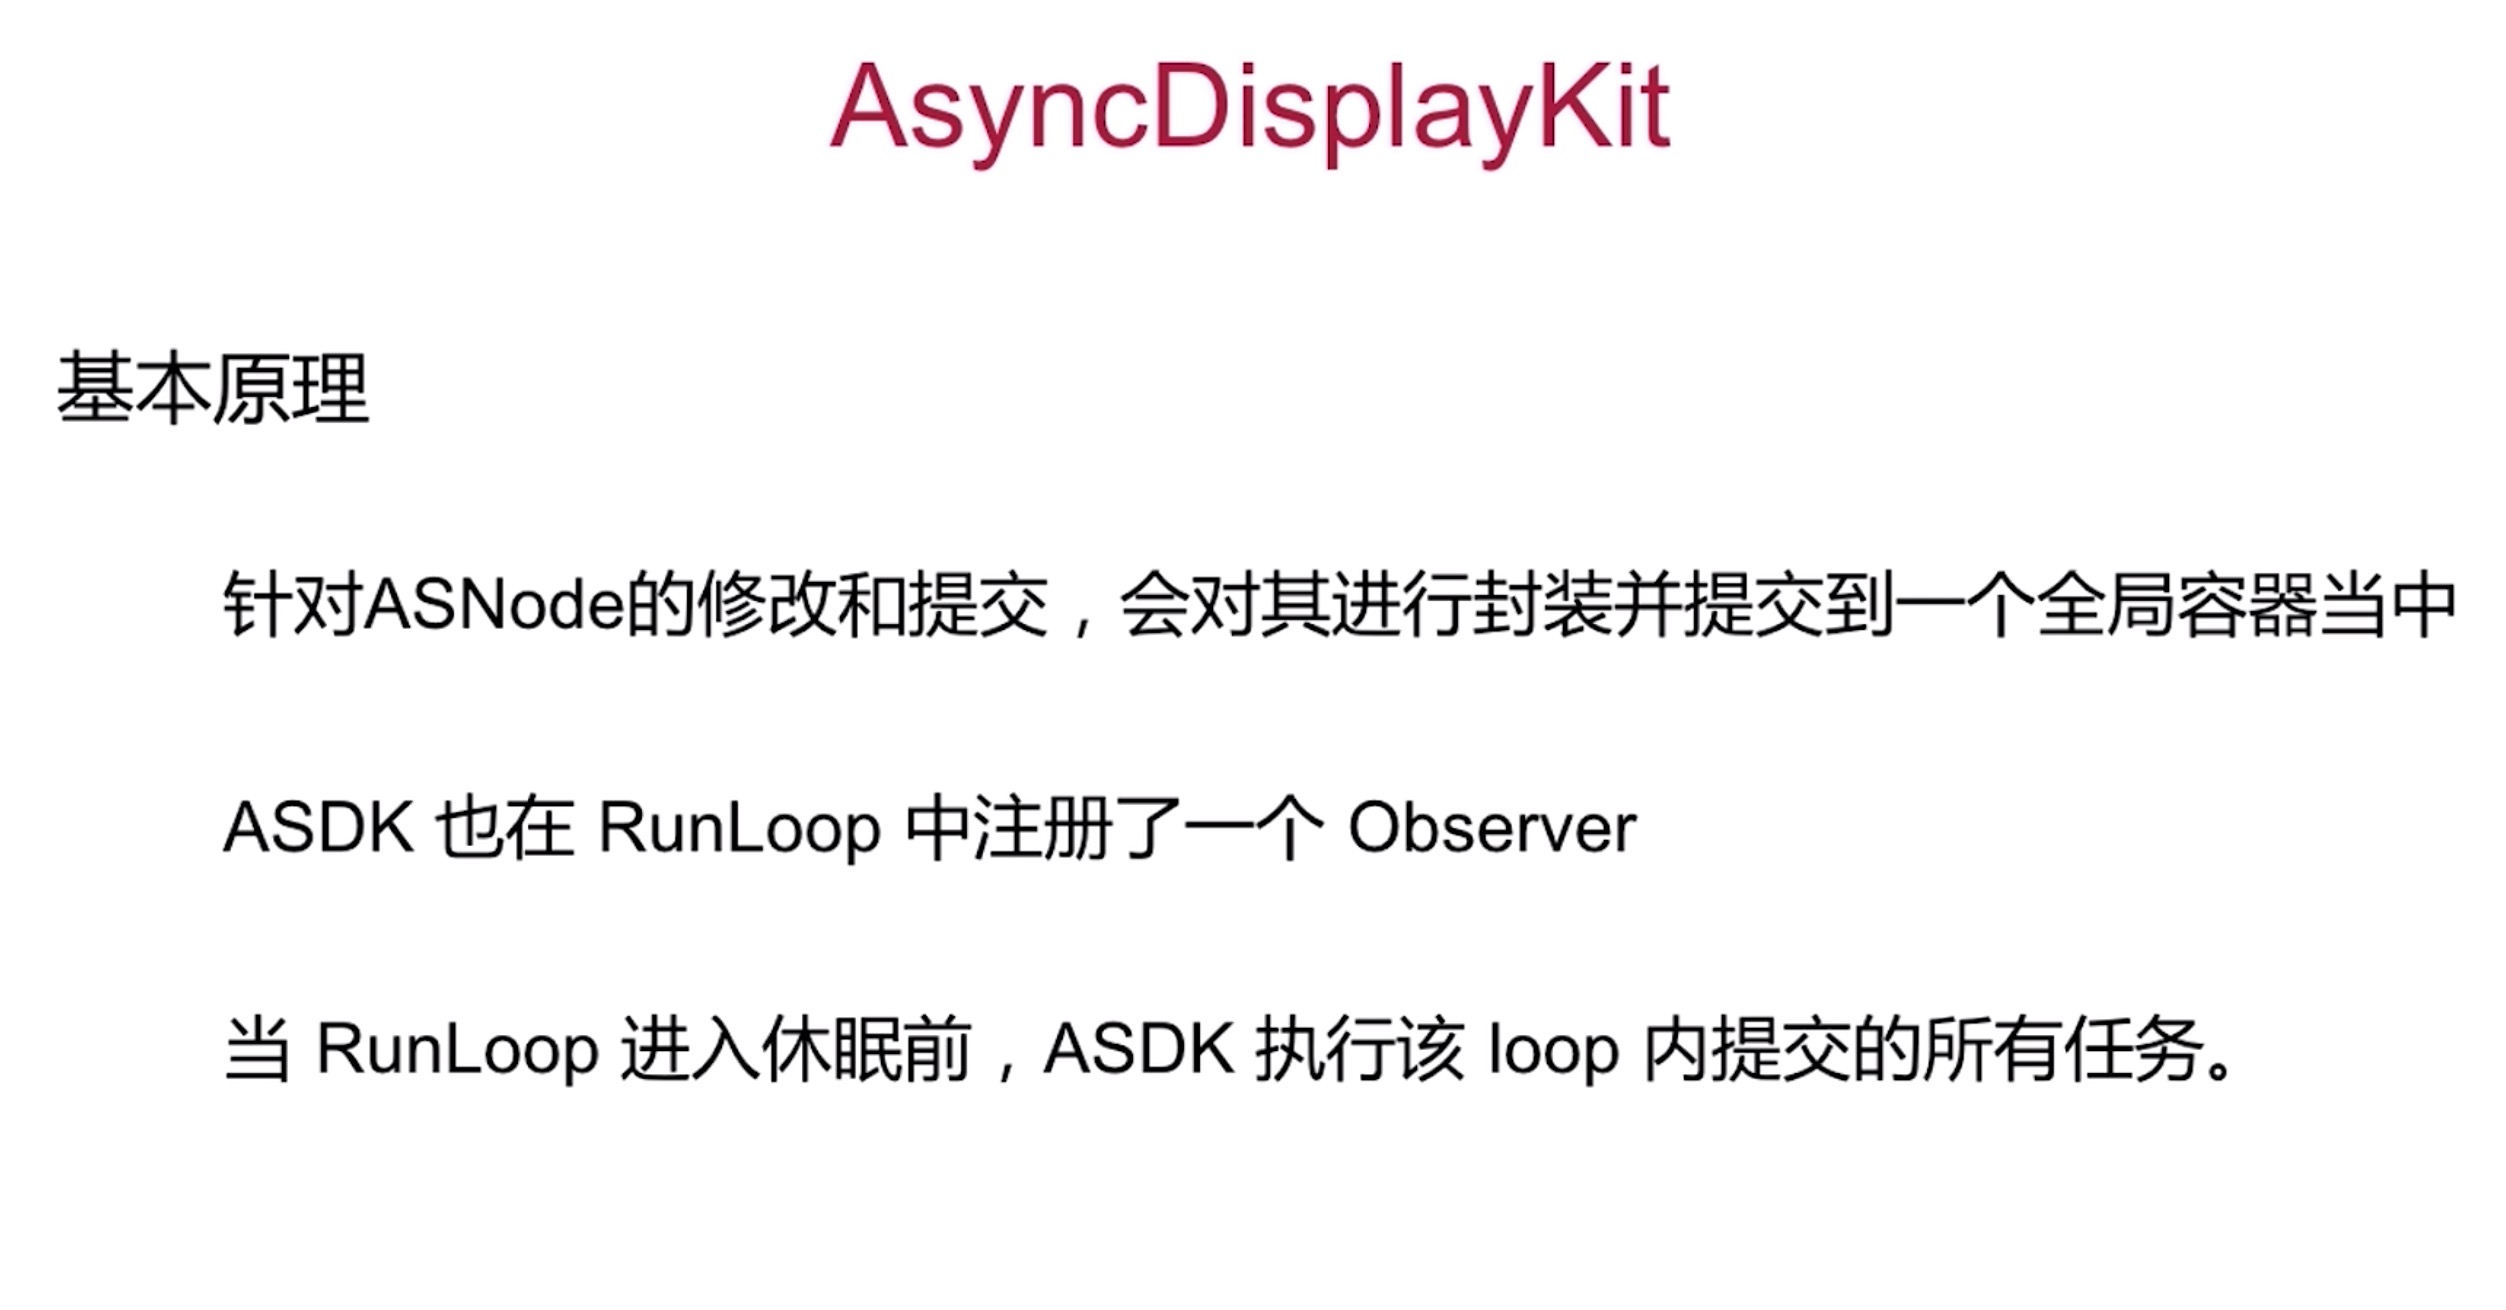 AsyncDisplayKit
基本原理
针对ASNode的修改和提交，会对其进行封装并提交到一个全局容器当中
ASDK 也在 RunLoop 中注册了一个 Observer
当 RunLoop 进入休眠前，ASDK 执行该 loop 内提交的所有任务。